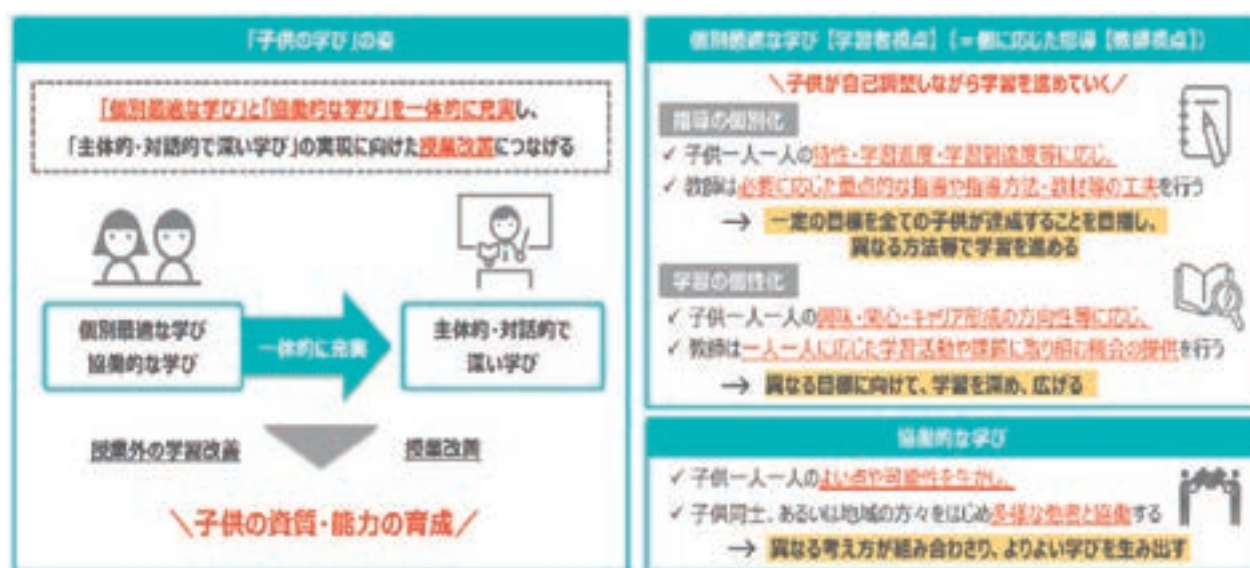 「子供の学び」の姿
「個別最適な学び」と「協働的な学び」を一体的に充実し、
「主体的・対話的で深い学び」の実現に向けた授業改善につなげる
個別最適な学び
協働的な学び
一体的に充実
主体的・対話的で
深い学び
授業外の学習改善
授業改善
＼子供の資質・能力の育成／
個別最適な学び【学習者視点】(=個に応じた指導【教師視点】)
＼子供が自己調整しながら学習を進めていく／
指導の個別化
✓ 子供一人一人の特性・学習進度・学習到達度等に応じ、
✓ 教師は必要に応じた重点的な指導や指導方法・教材等の工夫を行う
→ 一定の目標を全ての子供が達成することを目指し、
異なる方法等で学習を進める
学習の個性化
✓ 子供一人一人の興味・関心・キャリア形成の方向性等に応じ、
✓ 教師は一人一人に応じた学習活動や課題に取り組む機会の提供を行う
→ 異なる目標に向けて、学習を深め、広げる
協働的な学び
✓ 子供一人一人のよい点や可能性を生かし、
✓ 子供同士、あるいは地域の方々をはじめ多様な他者と協働する
→ 異なる考え方が組み合わさり、よりよい学びを生み出す